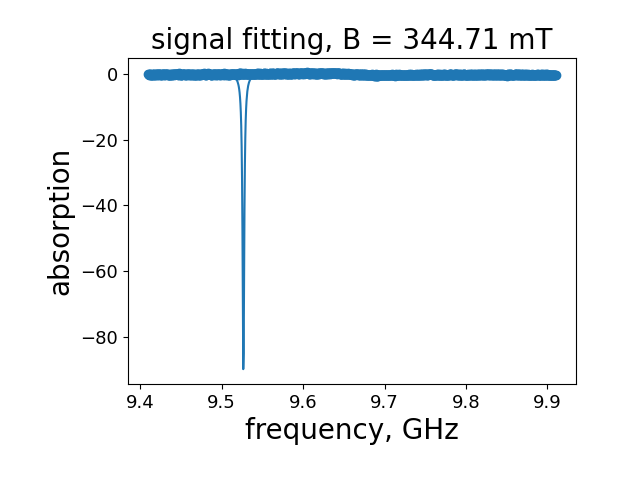 signal fitting, B = 344.71 mT
0
−20
−40
−60
−80
absorption
9.4 9.5 9.6 9.7 9.8 9.9
frequency, GHz